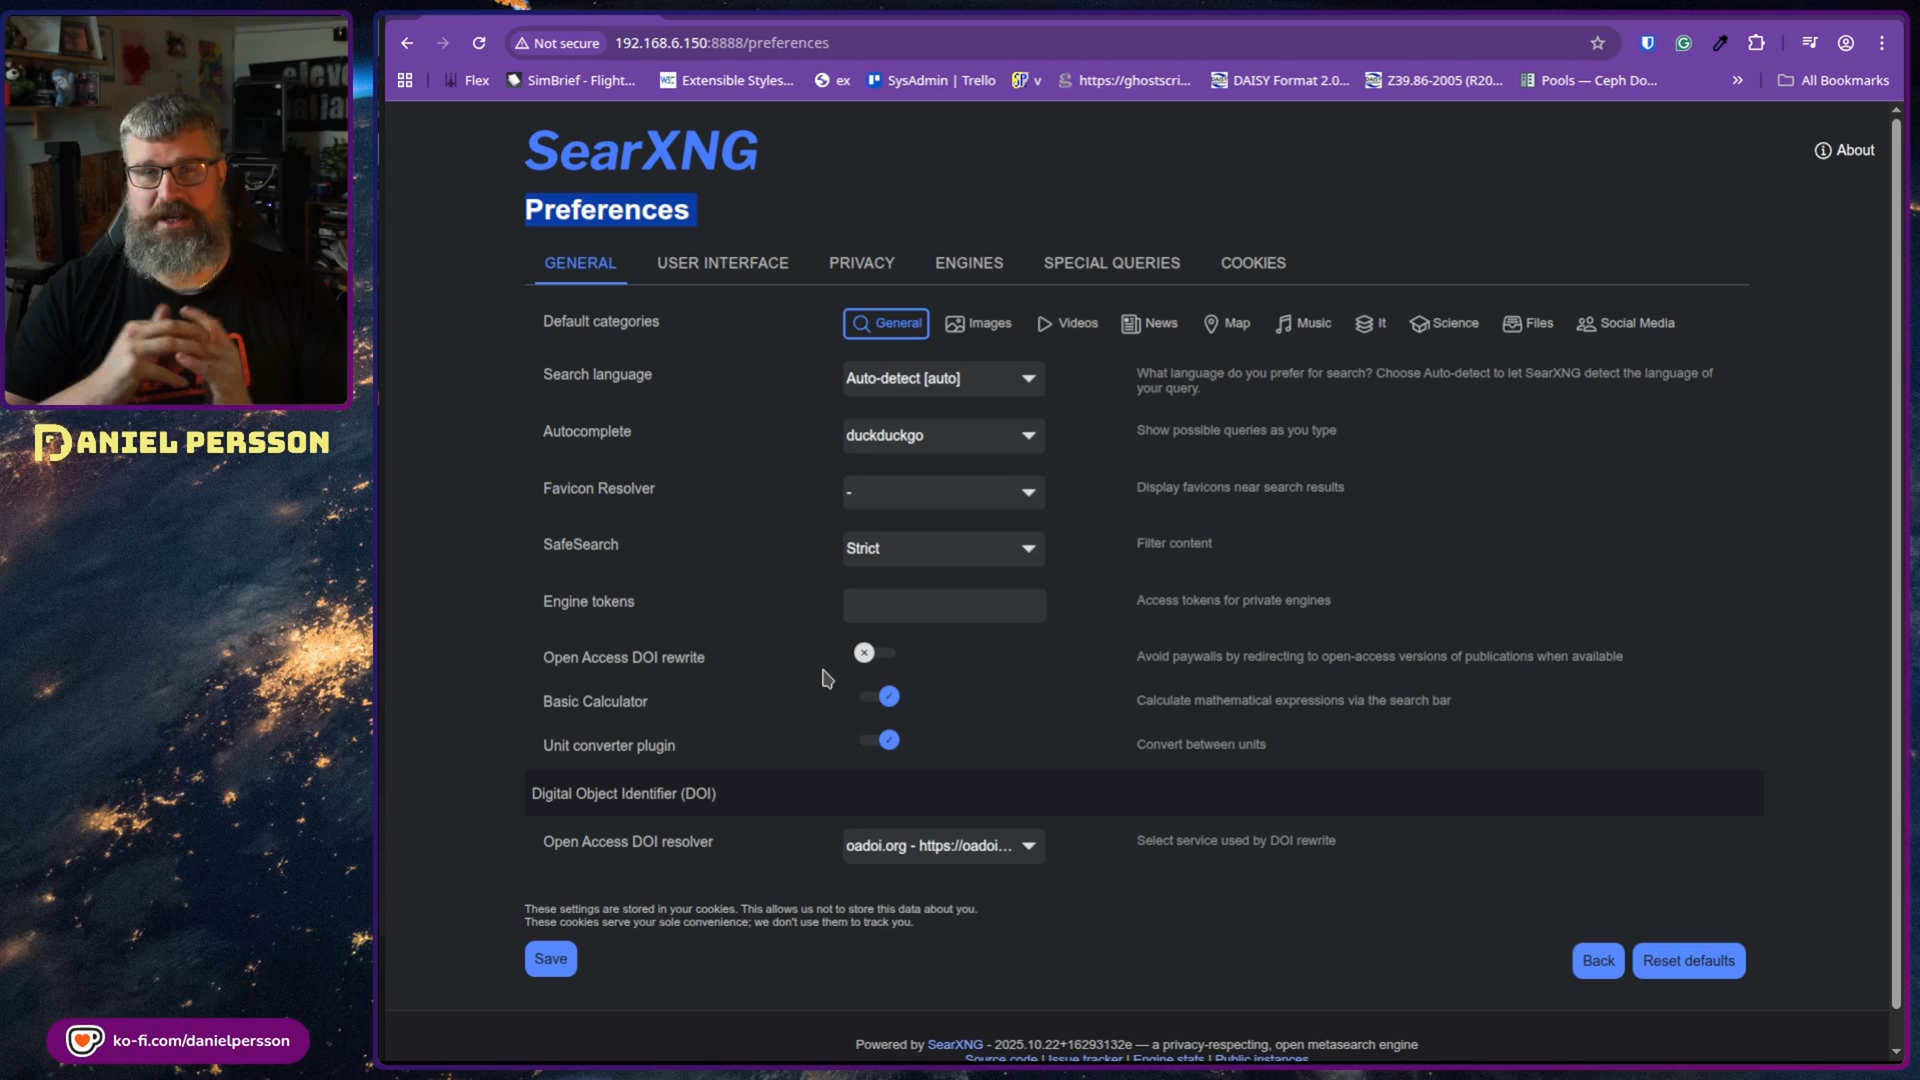 Not secure
192.168.6.150:8888/preferences
Flex
SimBrief - Flight...
Extensible Styles...
ex
SysAdmin | Trello
v
https://ghostscri...
DAISY Format 2.0...
Z39.86-2005 (R20...
Pools — Ceph Do...
»
All Bookmarks
SearXNG
About
Preferences
GENERAL
USER INTERFACE
PRIVACY
ENGINES
SPECIAL QUERIES
COOKIES
Default categories
General
Images
Videos
News
Map
Music
It
Science
Files
Social Media
Search language
Auto-detect [auto]
What language do you prefer for search? Choose Auto-detect to let SearXNG detect the language of
your query.
Autocomplete
duckduckgo
Show possible queries as you type
Favicon Resolver
-
Display favicons near search results
SafeSearch
Strict
Filter content
Engine tokens
Access tokens for private engines
Open Access DOI rewrite
Avoid paywalls by redirecting to open-access versions of publications when available
Basic Calculator
Calculate mathematical expressions via the search bar
Unit converter plugin
Convert between units
Digital Object Identifier (DOI)
Open Access DOI resolver
oadoi.org - https://oadoi...
Select service used by DOI rewrite
These settings are stored in your cookies. This allows us not to store this data about you.
These cookies serve your sole convenience; we don't use them to track you.
Save
Back
Reset defaults
Powered by SearXNG - 2025.10.22+16293132e — a privacy-respecting, open metasearch engine
Source code | Issue tracker | Engine stats | Public instances
DANIEL PERSSON
ko-fi.com/danielpersson